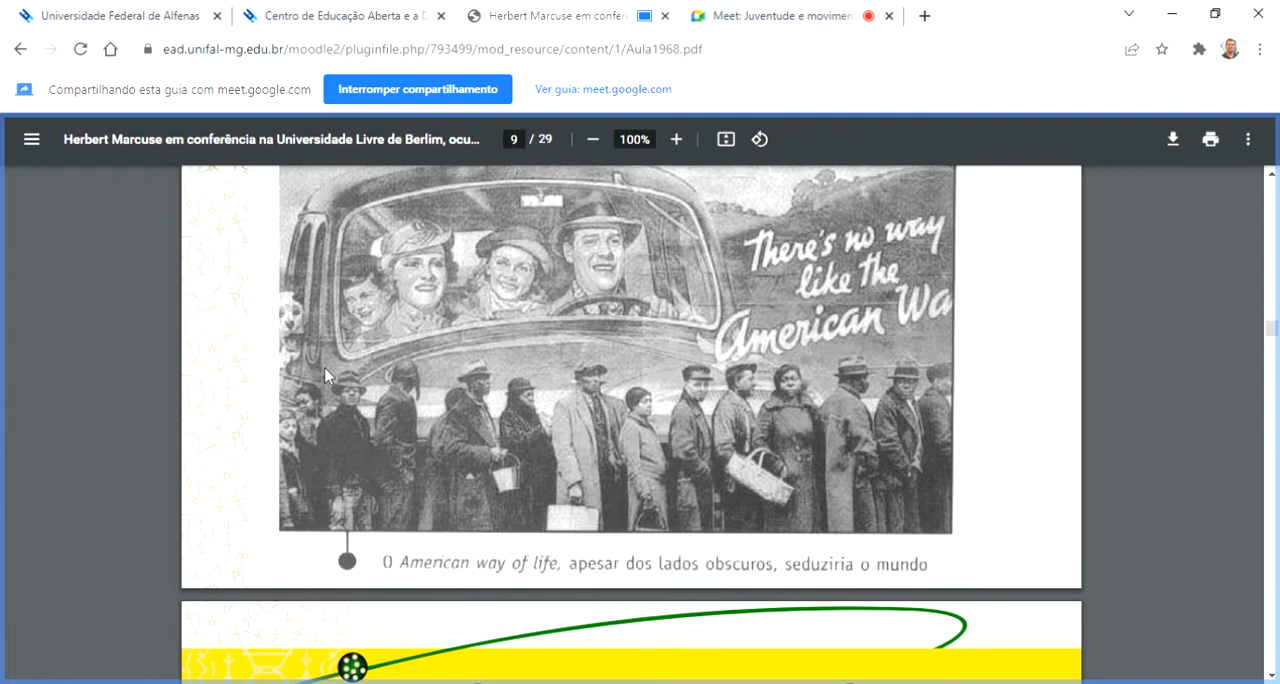 Universidade Federal de Alfenas
Centro de Educação Aberta e a D
Herbert Marcuse em confer
Meet: Juventude e movimen
ead.unifal-mg.edu.br/moodle2/pluginfile.php/793499/mod_resource/content/1/Aula1968.pdf
Compartilhando esta guia com meet.google.com
Interromper compartilhamento
Ver guia: meet.google.com
Herbert Marcuse em conferência na Universidade Livre de Berlim, ocu...
9 / 29
100%
There's no way
like the
American Wa
O American way of life, apesar dos lados obscuros, seduziria o mundo